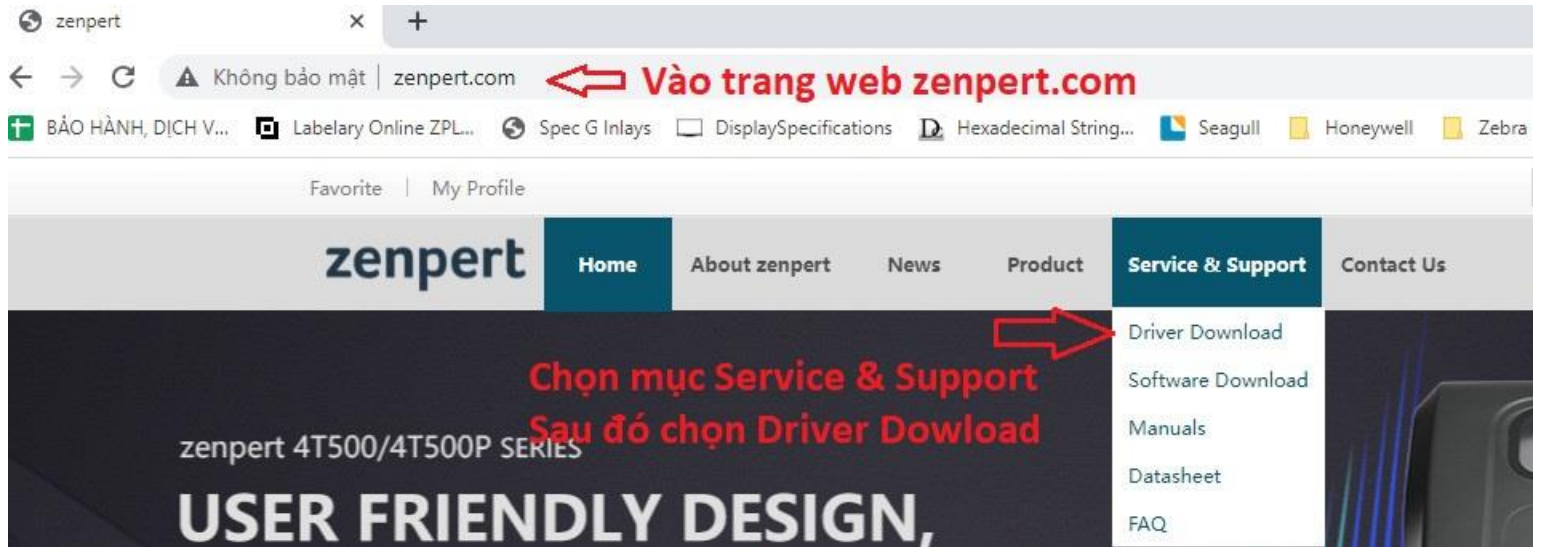 zenpert
Không bảo mật | zenpert.com
Vào trang web zenpert.com
BẢO HÀNH, DỊCH V... Labelary Online ZPL... Spec G Inlays DisplaySpecifications Hexadecimal String... Seagull Honeywell Zebra
Favorite | My Profile
zenpert Home About zenpert News Product Service & Support Contact Us
Driver Download
Chọn mục Service & Support
Software Download
Sau đó chọn Driver Dowload
Manuals
zenpert 4T500/4T500P SERIES
Datasheet
USER FRIENDLY DESIGN,
FAQ